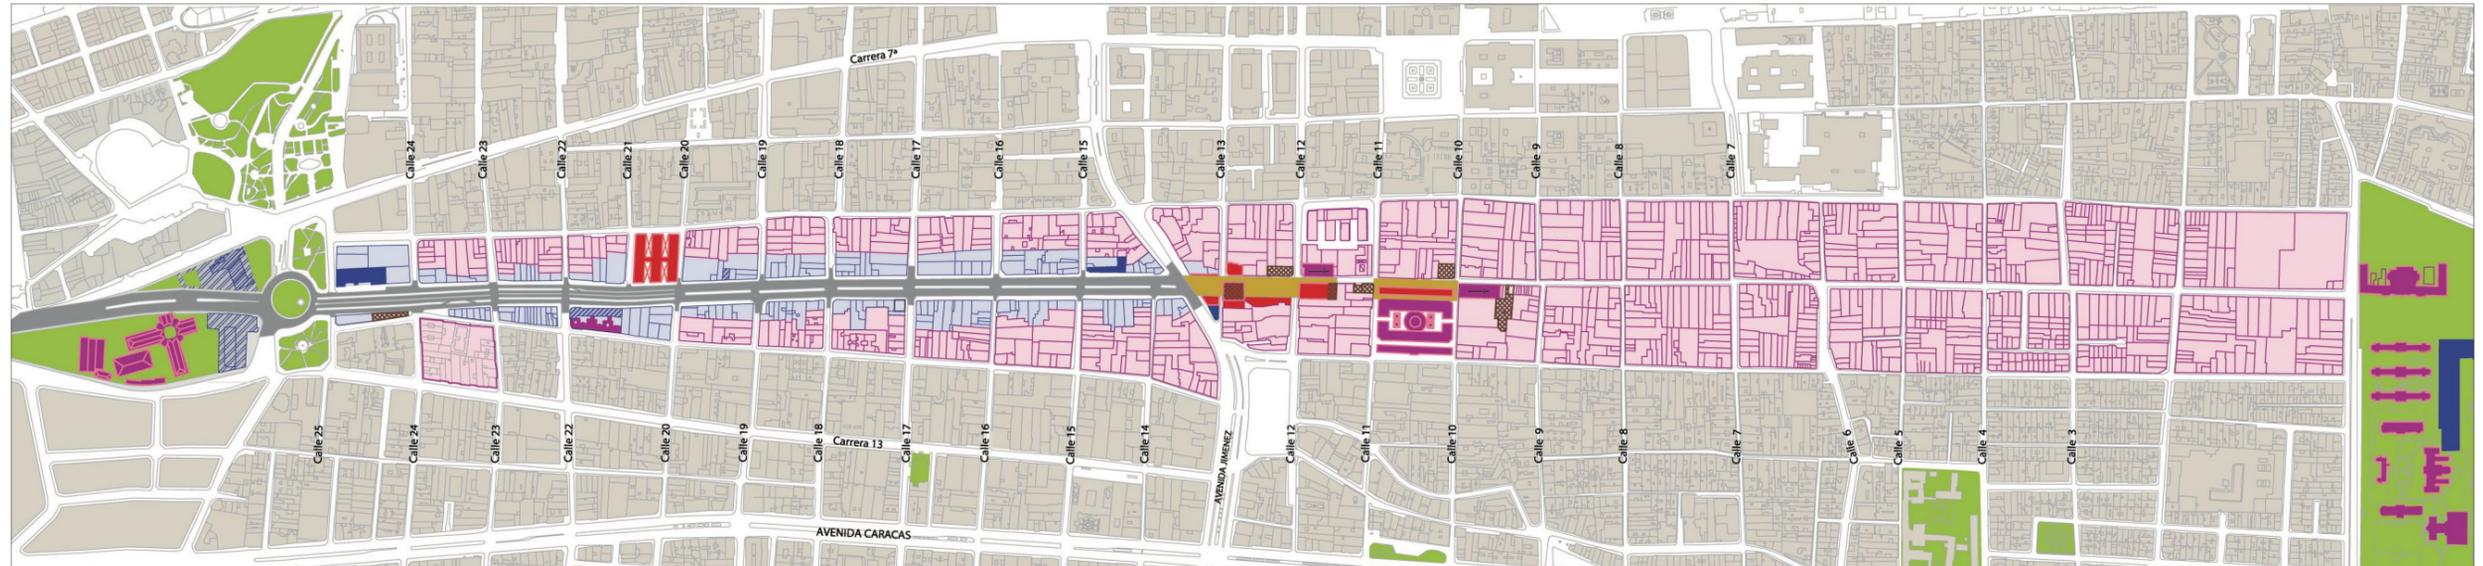 Carrera 7ª
Calle 24
Calle 23
Calle 22
Calle 21
Calle 20
Calle 19
Calle 18
Calle 17
Calle 16
Calle 15
Calle 13
Calle 12
Calle 11
Calle 10
Calle 9
Calle 8
Calle 7
Calle 25
Calle 24
Calle 23
Calle 22
Calle 20
Calle 19
Calle 18
Carrera 13
Calle 17
Calle 16
Calle 15
Calle 14
AVENIDA JIMENEZ
Calle 12
Calle 11
Calle 10
Calle 9
Calle 8
Calle 7
Calle 6
Calle 5
Calle 4
Calle 3
AVENIDA CARACAS